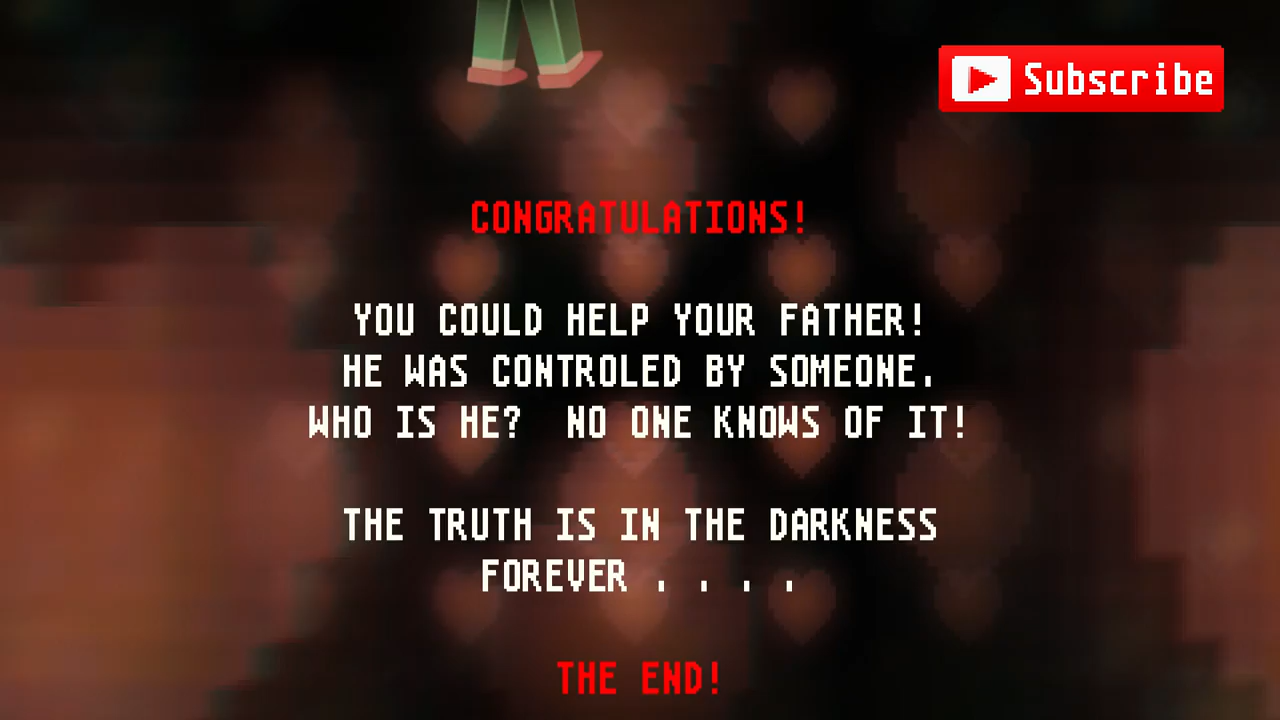 Subscribe
CONGRATULATIONS!
YOU COULD HELP YOUR FATHER!
HE WAS CONTROLED BY SOMEONE.
WHO IS HE? NO ONE KNOWS OF IT!
THE TRUTH IS IN THE DARKNESS
FOREVER . . . .
THE END!